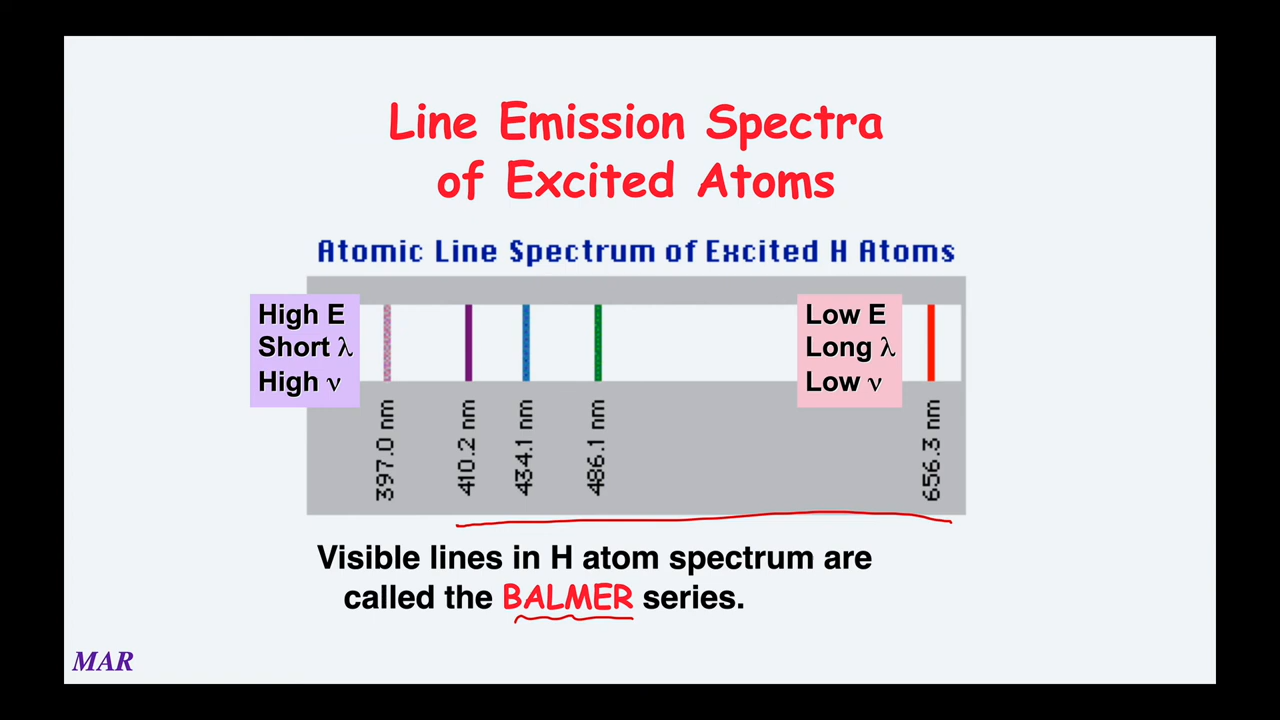 Line Emission Spectra
of Excited Atoms
Atomic Line Spectrum of Excited H Atoms
High E
Short λ
High ν
Low E
Long λ
Low ν
397.0 nm
410.2 nm
434.1 nm
486.1 nm
656.3 nm
Visible lines in H atom spectrum are
called the BALMER series.
MAR